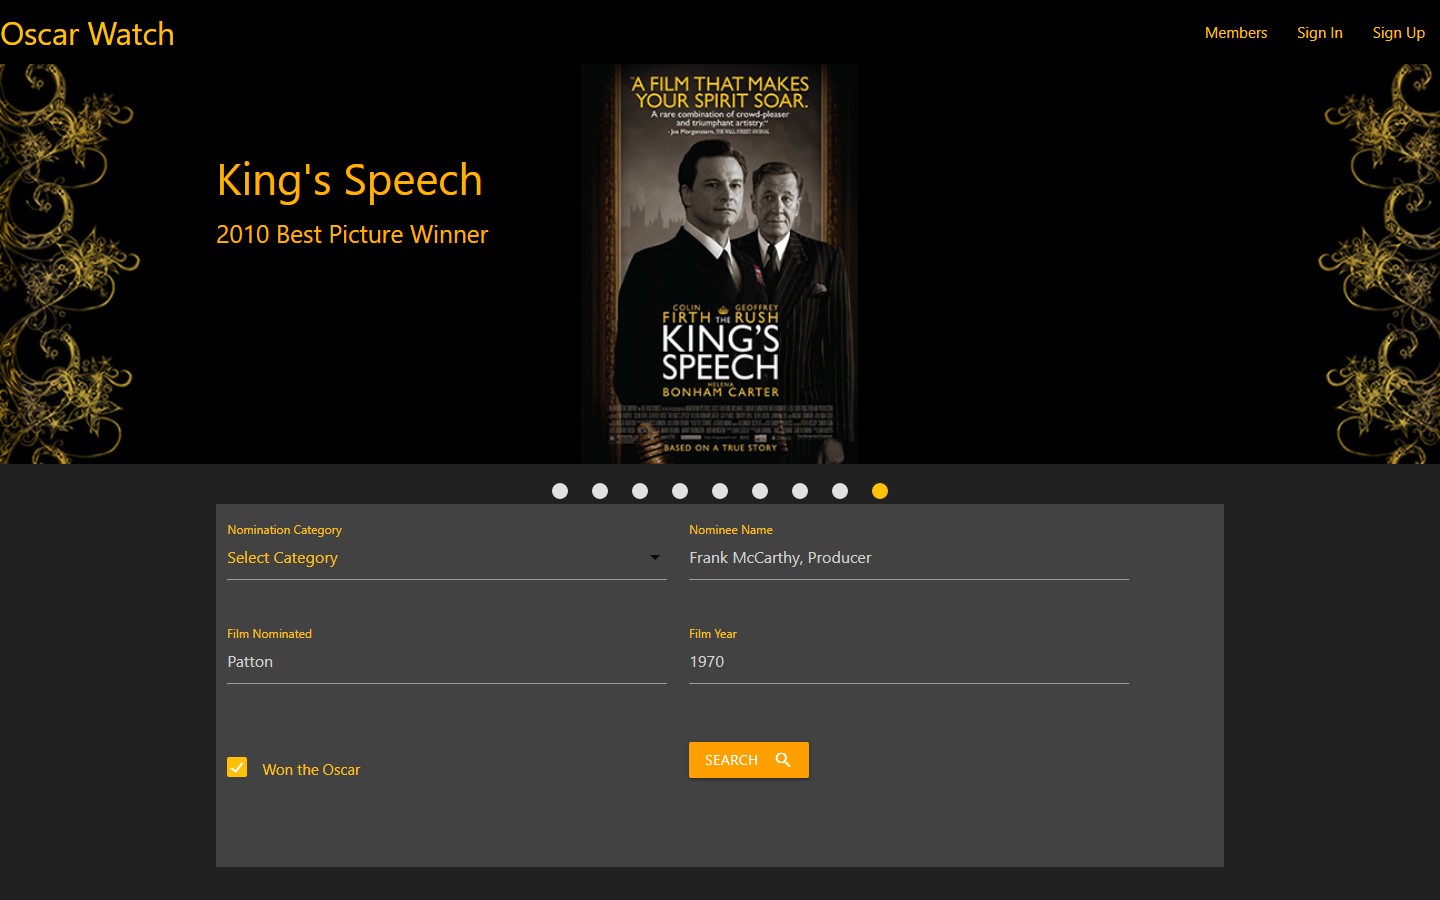 Oscar Watch
Members
Sign In
Sign Up
"A FILM THAT MAKES
YOUR SPIRIT SOAR.
A rare combination of crowd-pleaser
and triumphant artistry."
- Joe Morgenstern, THE WALL STREET JOURNAL
King's Speech
2010 Best Picture Winner
COLIN FIRTH
GEOFFREY RUSH
THE
KING'S
SPEECH
HELENA
BONHAM CARTER
BASED ON A TRUE STORY
Nomination Category
Select Category
Nominee Name
Frank McCarthy, Producer
Film Nominated
Patton
Film Year
1970
Won the Oscar
SEARCH